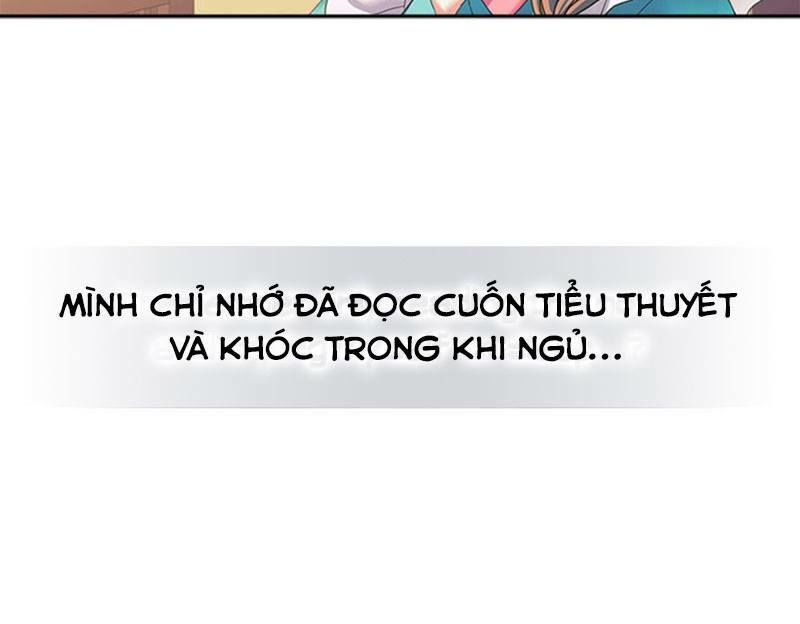 MÌNH CHỈ NHỚ ĐÃ ĐỌC CUỐN TIỂU THUYẾT
VÀ KHÓC TRONG KHI NGỦ...